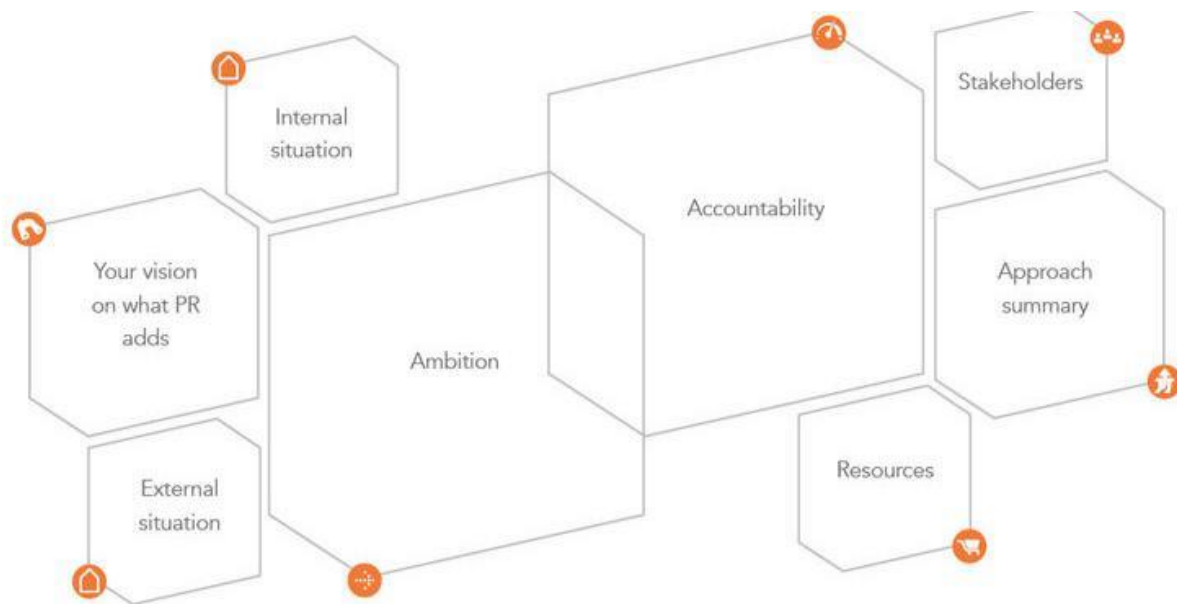 Internal
situation
Your vision
on what PR
adds
External
situation
Ambition
Accountability
Stakeholders
Approach
summary
Resources